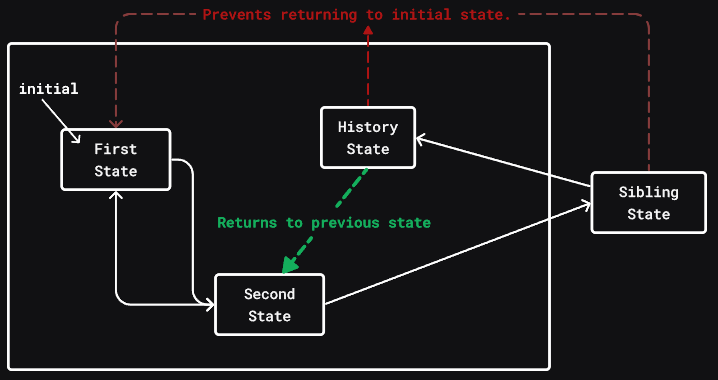 Prevents returning to initial state.
initial
First
State
History
State
Sibling
State
Returns to previous state
Second
State